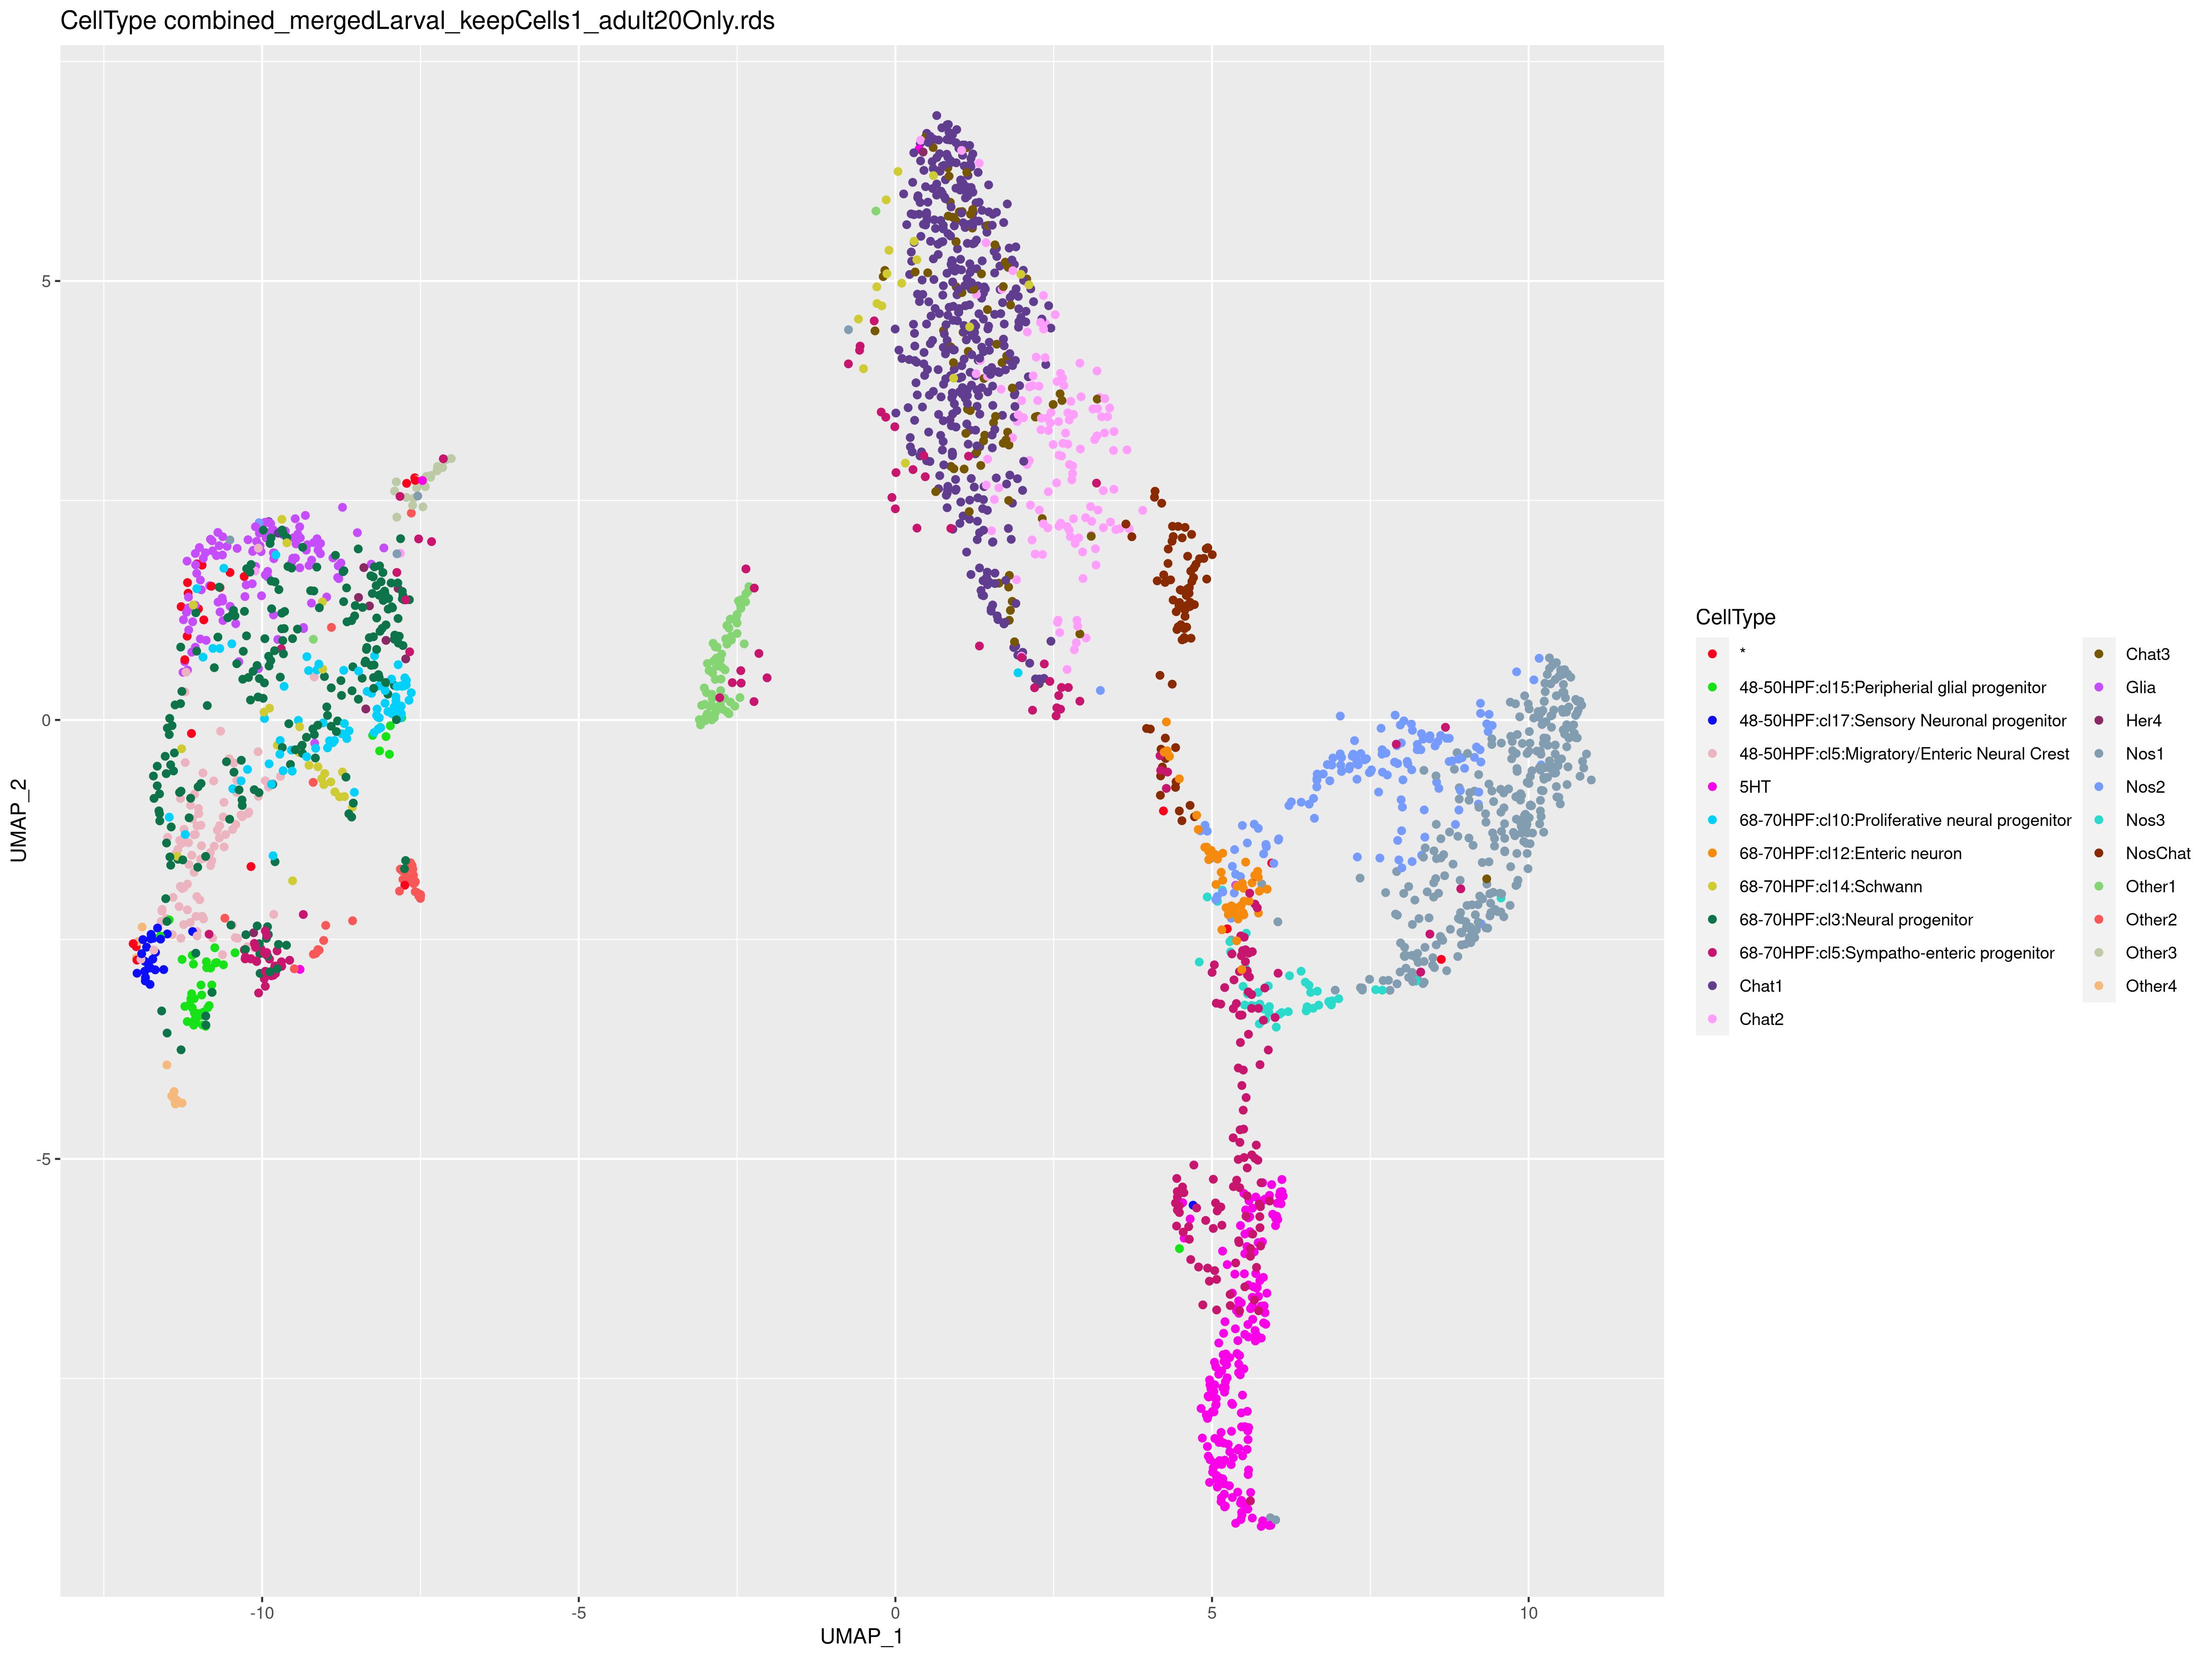 CellType combined_mergedLarval_keepCells1_adult20Only.rds
5
0
-5
UMAP_2
-10
-5
0
5
10
UMAP_1
CellType
*
48-50HPF:cl15:Peripherial glial progenitor
48-50HPF:cl17:Sensory Neuronal progenitor
48-50HPF:cl5:Migratory/Enteric Neural Crest
5HT
68-70HPF:cl10:Proliferative neural progenitor
68-70HPF:cl12:Enteric neuron
68-70HPF:cl14:Schwann
68-70HPF:cl3:Neural progenitor
68-70HPF:cl5:Sympatho-enteric progenitor
Chat1
Chat2
Chat3
Glia
Her4
Nos1
Nos2
Nos3
NosChat
Other1
Other2
Other3
Other4